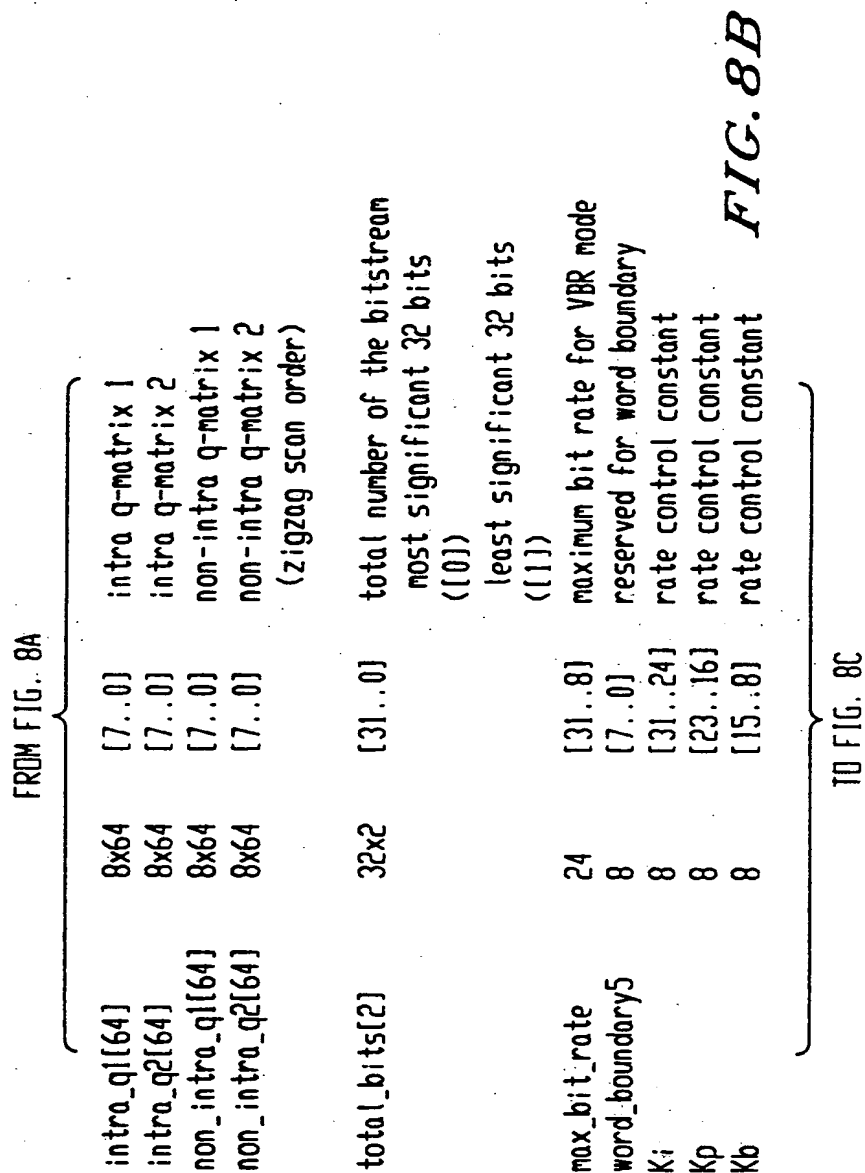 FROM FIG. 8A
intra_q1[64] 8x64 [7..0] intra q-matrix 1
intra_q2[64] 8x64 [7..0] intra q-matrix 2
non_intra_q1[64] 8x64 [7..0] non-intra q-matrix 1
non_intra_q2[64] 8x64 [7..0] non-intra q-matrix 2
(zigzag scan order)
total_bits[2] 32x2 [31..0] total number of the bitstream
most significant 32 bits
([0])
least significant 32 bits
([1])
max_bit_rate 24 [31..8] maximum bit rate for VBR mode
word_boundary5 8 [7..0] reserved for word boundary
Ki 8 [31..24] rate control constant
Kp 8 [23..16] rate control constant
Kb 8 [15..8] rate control constant
TO FIG. 8C
FIG. 8B